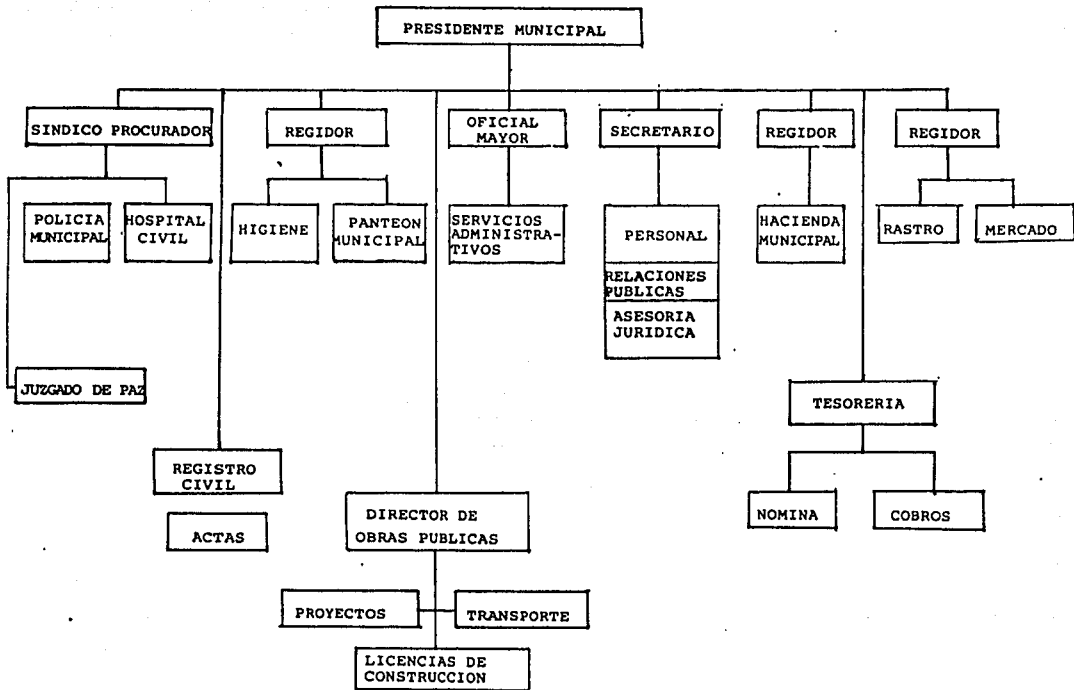 PRESIDENTE MUNICIPAL
SINDICO PROCURADOR
REGIDOR
OFICIAL
MAYOR
SECRETARIO
REGIDOR
REGIDOR
POLICIA
MUNICIPAL
HOSPITAL
CIVIL
HIGIENE
PANTEON
MUNICIPAL
SERVICIOS
ADMINISTRA-
TIVOS
PERSONAL
RELACIONES
PUBLICAS
ASESORIA
JURIDICA
HACIENDA
MUNICIPAL
RASTRO
MERCADO
JUZGADO DE PAZ
TESORERIA
REGISTRO
CIVIL
ACTAS
DIRECTOR DE
OBRAS PUBLICAS
NOMINA
COBROS
PROYECTOS
TRANSPORTE
LICENCIAS DE
CONSTRUCCION